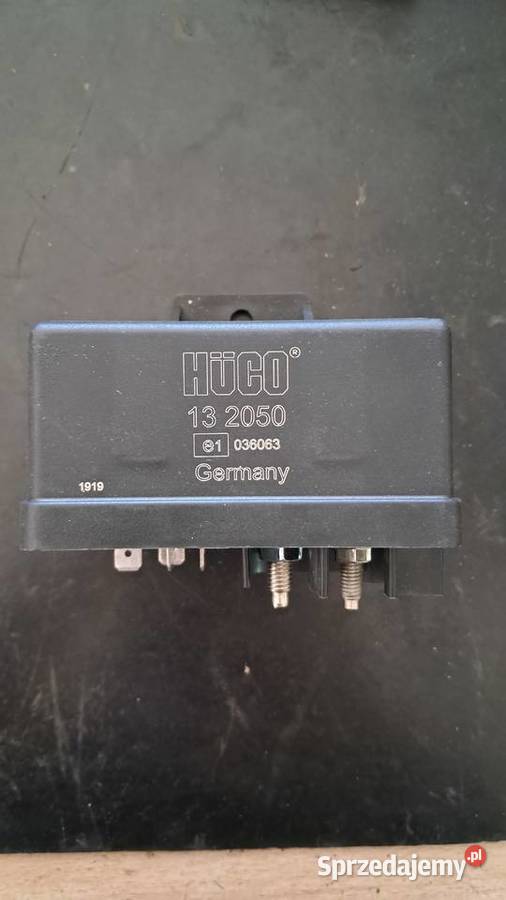 HÜCO®
13 2050
e1 036063
Germany
1919
Sprzedajemy.pl